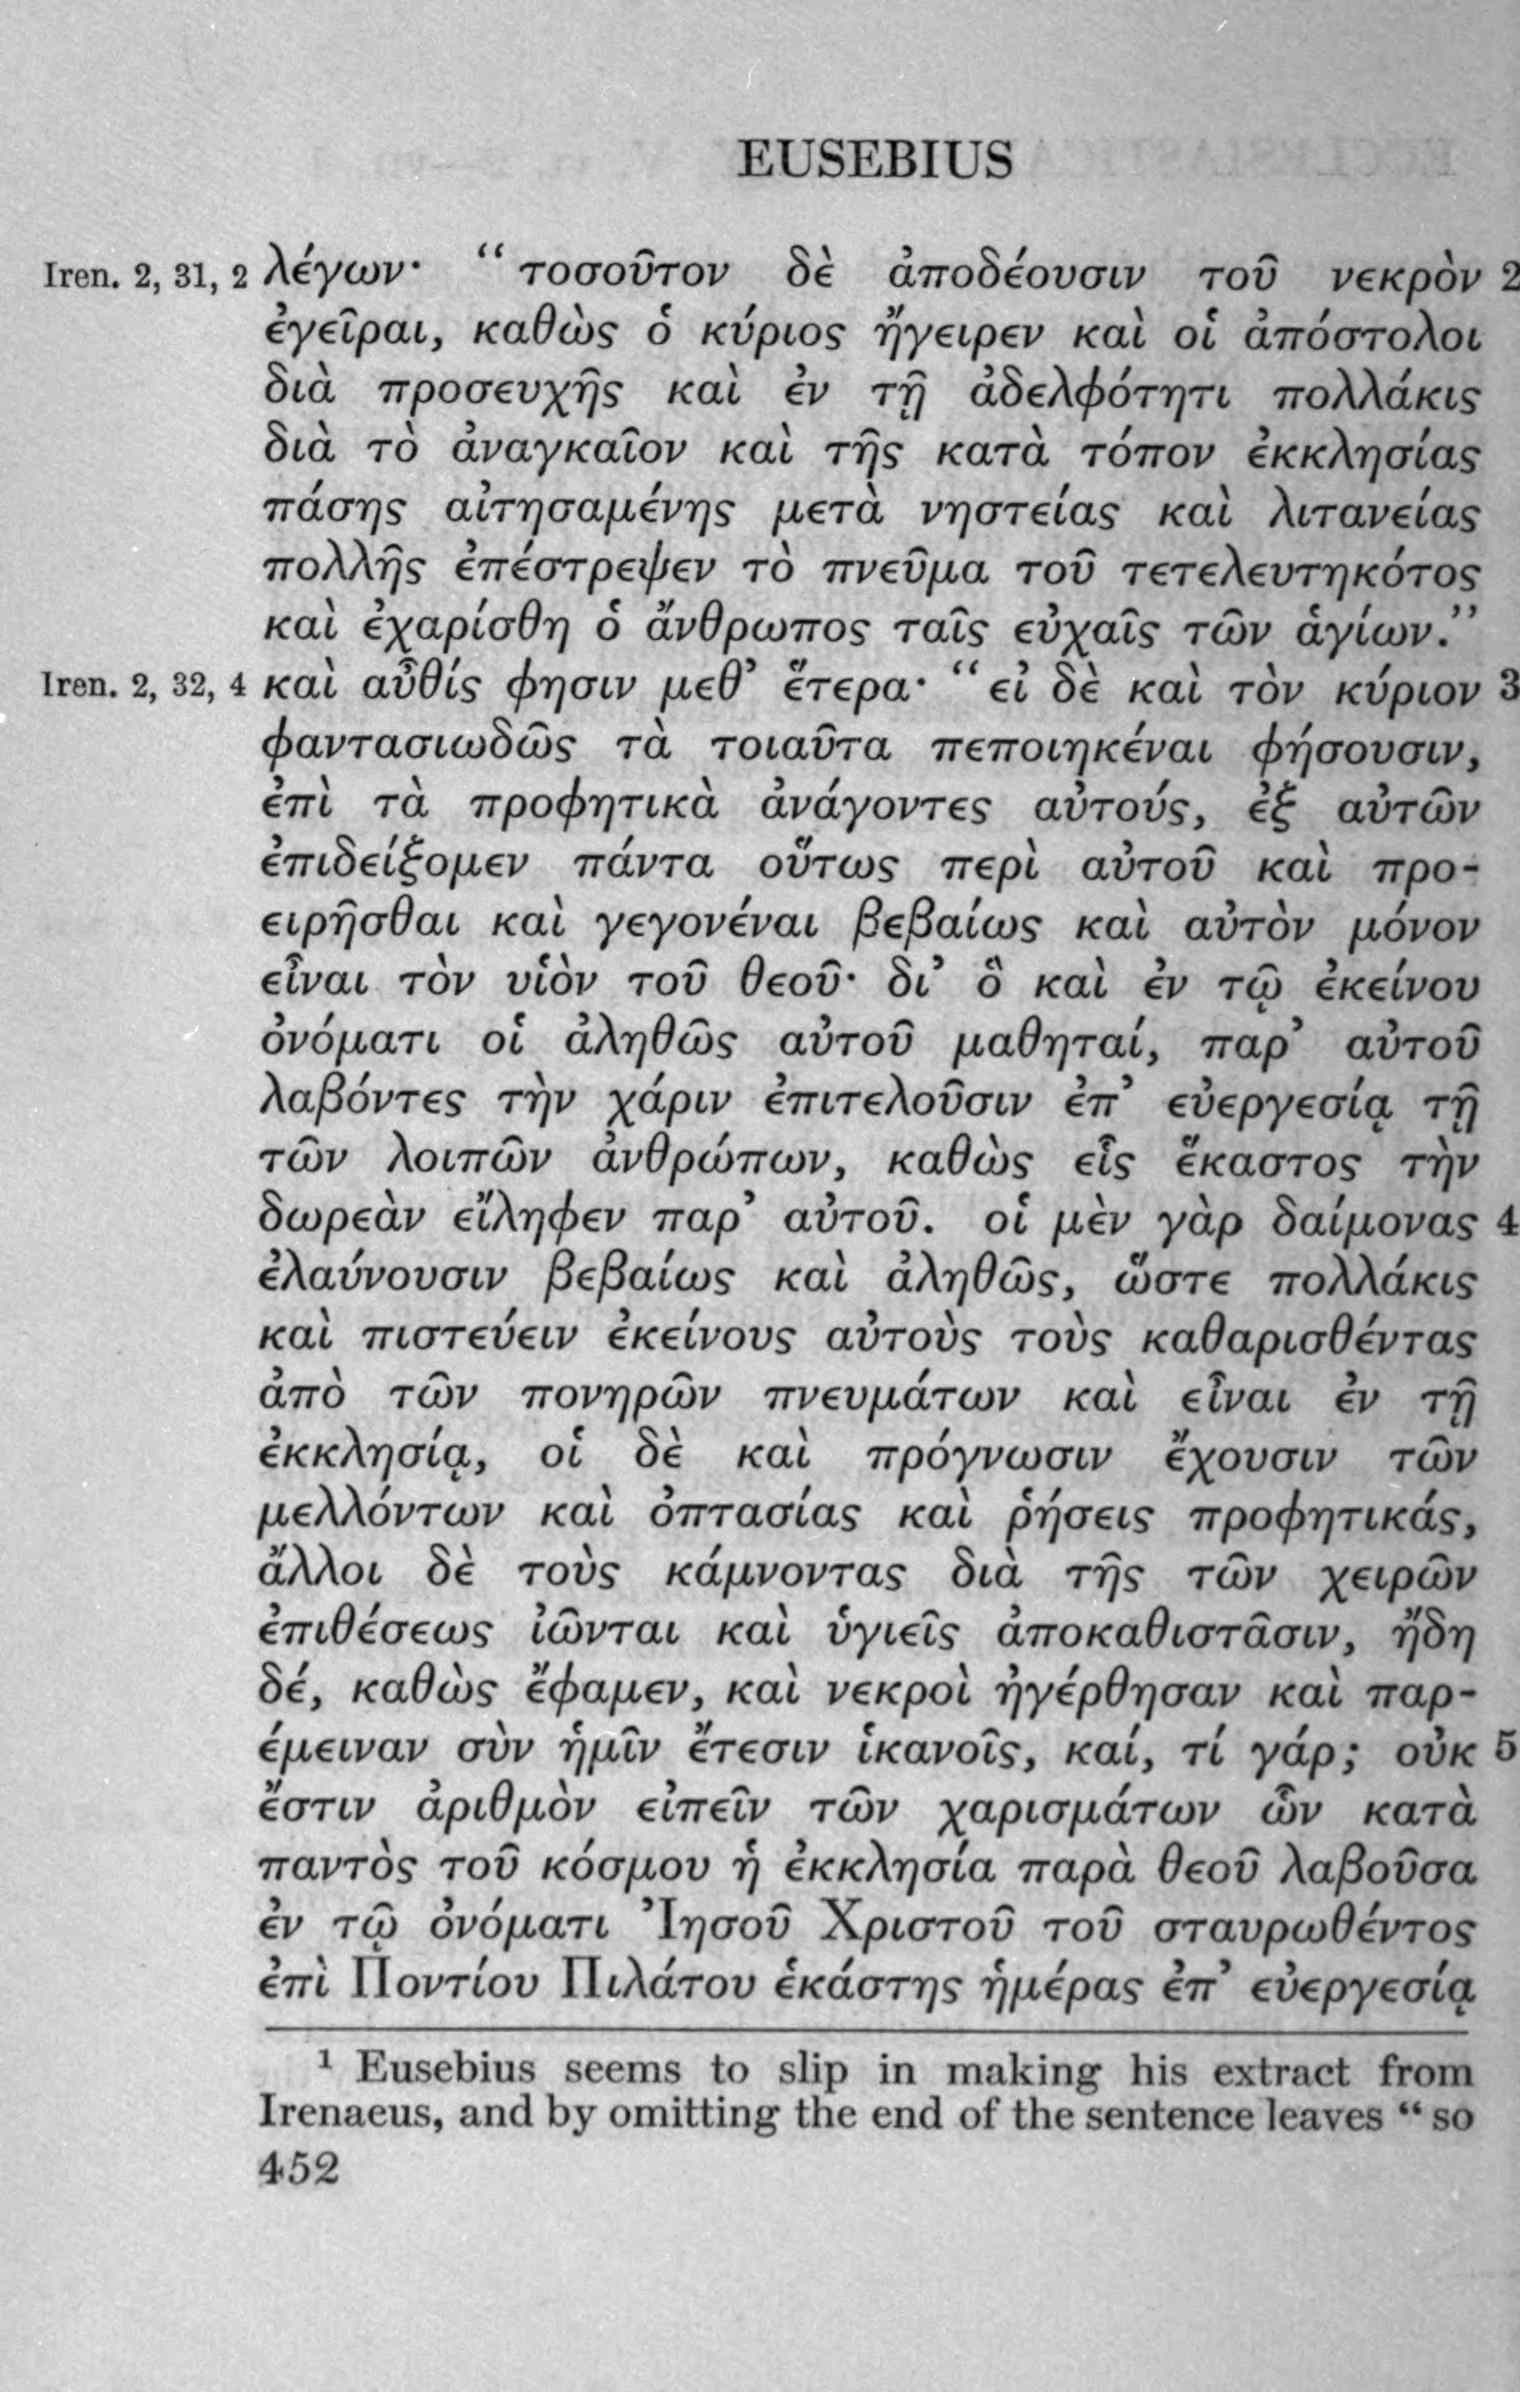 EUSEBIUS
Iren. 2, 31, 2 λέγων· “ τοσοῦτον δὲ ἀποδέουσιν τοῦ νεκρὸν 2
ἐγεῖραι, καθὼς ὁ κύριος ἤγειρεν καὶ οἱ ἀπόστολοι
διὰ προσευχῆς καὶ ἐν τῇ ἀδελφότητι πολλάκις
διὰ τὸ ἀναγκαῖον καὶ τῆς κατὰ τόπον ἐκκλησίας
πάσης αἰτησαμένης μετὰ νηστείας καὶ λιτανείας
πολλῆς ἐπέστρεψεν τὸ πνεῦμα τοῦ τετελευτηκότος
καὶ ἐχαρίσθη ὁ ἄνθρωπος ταῖς εὐχαῖς τῶν ἁγίων.”
Iren. 2, 32, 4 καὶ αὖθίς φησιν μεθ’ ἕτερα· “ εἰ δὲ καὶ τὸν κύριον 3
φαντασιωδῶς τὰ τοιαῦτα πεποιηκέναι φήσουσιν,
ἐπὶ τὰ προφητικὰ ἀνάγοντες αὐτούς, ἐξ αὐτῶν
ἐπιδείξομεν πάντα οὕτως περὶ αὐτοῦ καὶ προ-
ειρῆσθαι καὶ γεγονέναι βεβαίως καὶ αὐτὸν μόνον
εἶναι τὸν υἱὸν τοῦ θεοῦ· δι’ ὃ καὶ ἐν τῷ ἐκείνου
ὀνόματι οἱ ἀληθῶς αὐτοῦ μαθηταί, παρ’ αὐτοῦ
λαβόντες τὴν χάριν ἐπιτελοῦσιν ἐπ’ εὐεργεσίᾳ τῇ
τῶν λοιπῶν ἀνθρώπων, καθὼς εἷς ἕκαστος τὴν
δωρεὰν εἴληφεν παρ’ αὐτοῦ. οἱ μὲν γὰρ δαίμονας 4
ἐλαύνουσιν βεβαίως καὶ ἀληθῶς, ὥστε πολλάκις
καὶ πιστεύειν ἐκείνους αὐτοὺς τοὺς καθαρισθέντας
ἀπὸ τῶν πονηρῶν πνευμάτων καὶ εἶναι ἐν τῇ
ἐκκλησίᾳ, οἱ δὲ καὶ πρόγνωσιν ἔχουσιν τῶν
μελλόντων καὶ ὀπτασίας καὶ ῥήσεις προφητικάς,
ἄλλοι δὲ τοὺς κάμνοντας διὰ τῆς τῶν χειρῶν
ἐπιθέσεως ἰῶνται καὶ ὑγιεῖς ἀποκαθιστᾶσιν, ἤδη
δέ, καθὼς ἔφαμεν, καὶ νεκροὶ ἠγέρθησαν καὶ παρ-
έμειναν σὺν ἡμῖν ἔτεσιν ἱκανοῖς, καί, τί γάρ; οὐκ 5
ἔστιν ἀριθμὸν εἰπεῖν τῶν χαρισμάτων ὧν κατὰ
παντὸς τοῦ κόσμου ἡ ἐκκλησία παρὰ θεοῦ λαβοῦσα
ἐν τῷ ὀνόματι Ἰησοῦ Χριστοῦ τοῦ σταυρωθέντος
ἐπὶ Ποντίου Πιλάτου ἑκάστης ἡμέρας ἐπ’ εὐεργεσίᾳ
¹ Eusebius seems to slip in making his extract from
Irenaeus, and by omitting the end of the sentence leaves “ so
452